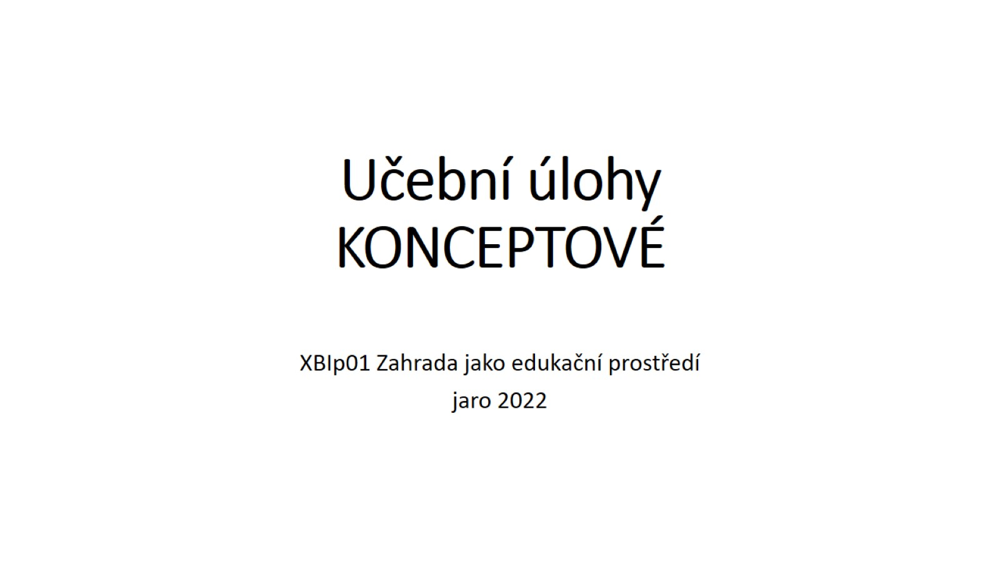 Učební úlohy
KONCEPTOVÉ
XBIp01 Zahrada jako edukační prostředí
jaro 2022